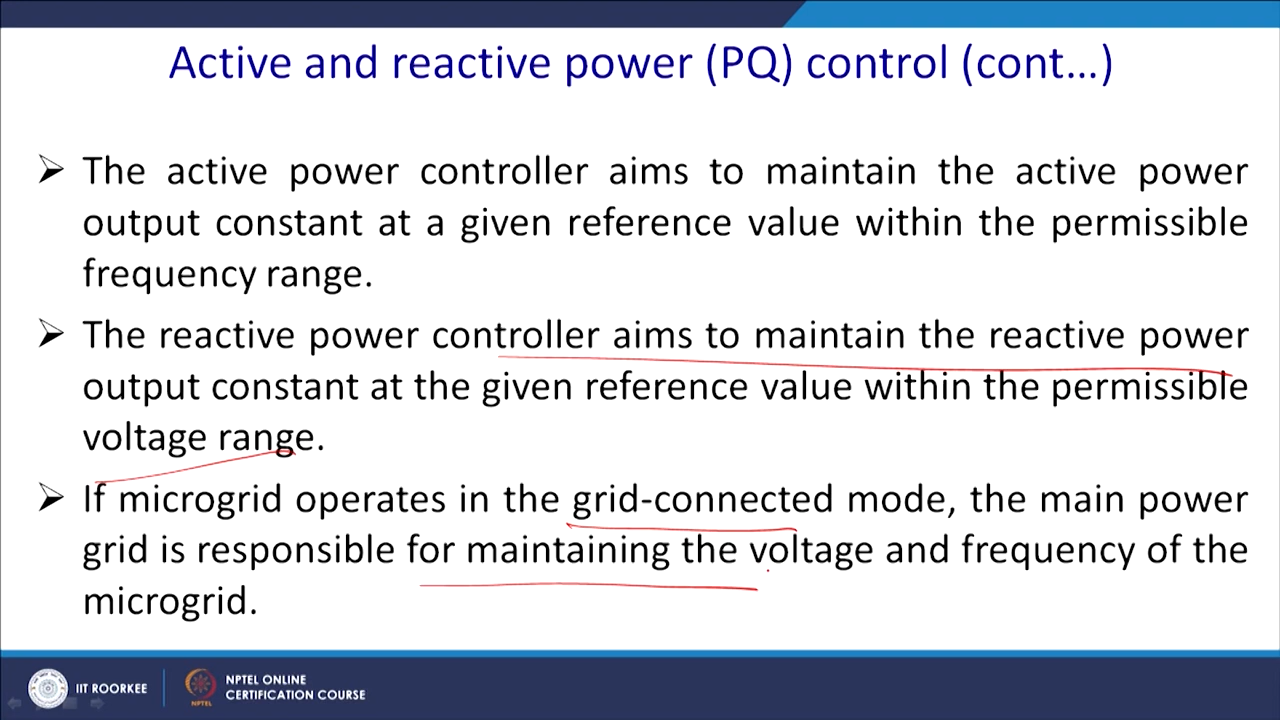 Active and reactive power (PQ) control (cont...)
➢ The active power controller aims to maintain the active power
output constant at a given reference value within the permissible
frequency range.
➢ The reactive power controller aims to maintain the reactive power
output constant at the given reference value within the permissible
voltage range.
➢ If microgrid operates in the grid-connected mode, the main power
grid is responsible for maintaining the voltage and frequency of the
microgrid.
IIT ROORKEE
NPTEL ONLINE
CERTIFICATION COURSE
NPTEL